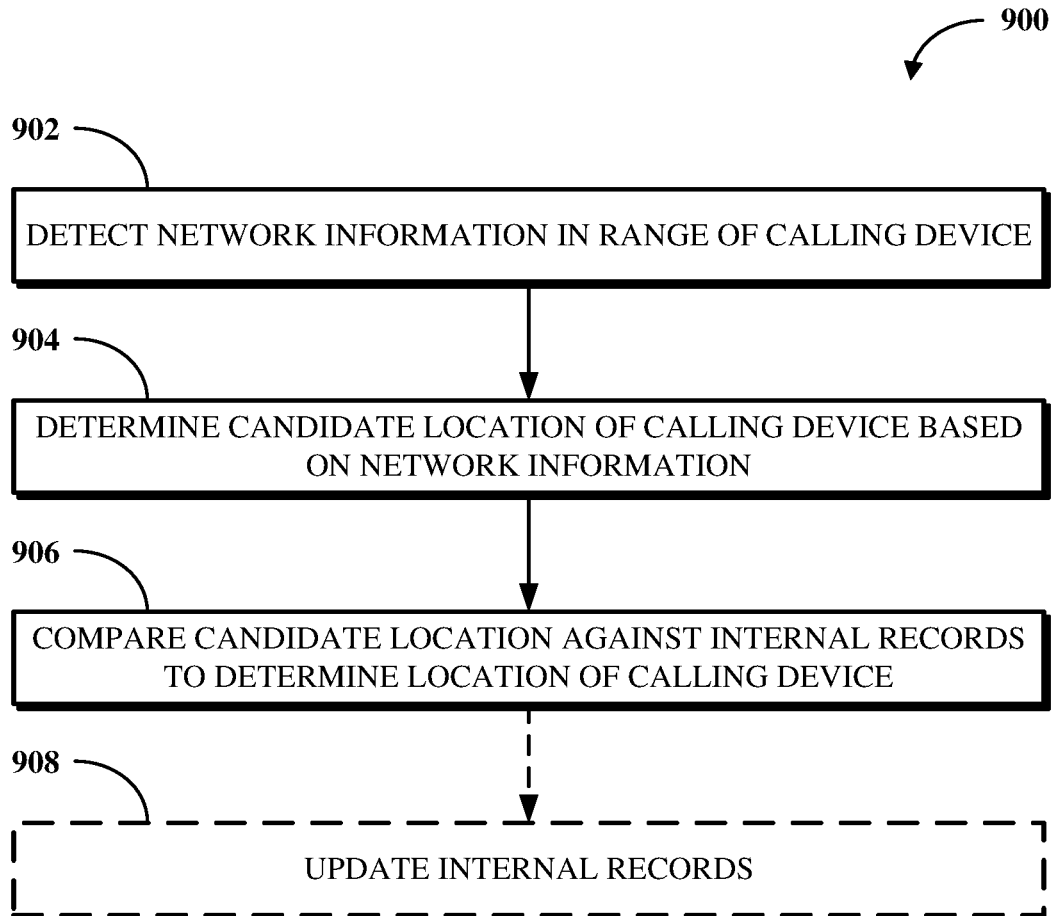 900
902
DETECT NETWORK INFORMATION IN RANGE OF CALLING DEVICE
904
DETERMINE CANDIDATE LOCATION OF CALLING DEVICE BASED
ON NETWORK INFORMATION
906
COMPARE CANDIDATE LOCATION AGAINST INTERNAL RECORDS
TO DETERMINE LOCATION OF CALLING DEVICE
908
UPDATE INTERNAL RECORDS